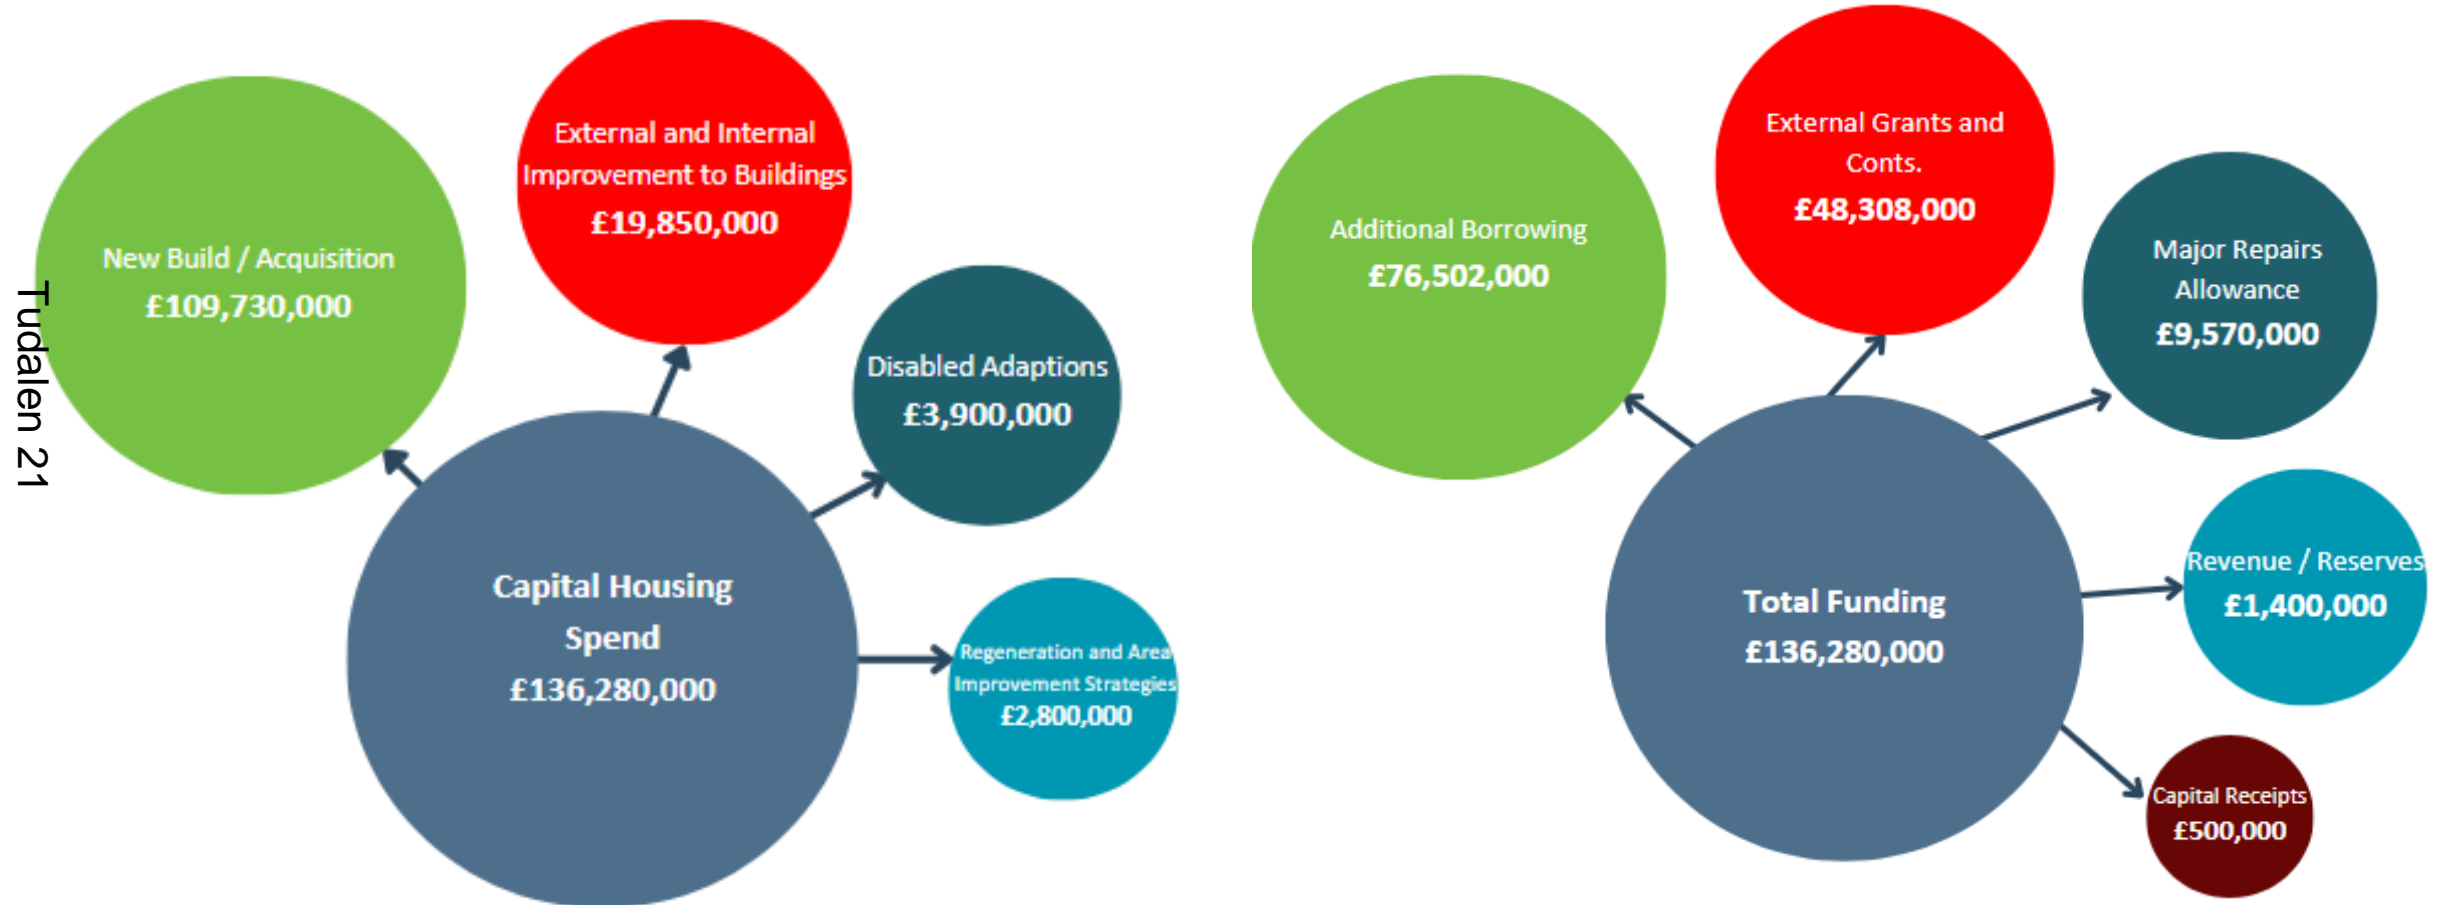 Tudalen 21
New Build / Acquisition
£109,730,000
External and Internal
Improvement to Buildings
£19,850,000
Disabled Adaptions
£3,900,000
Capital Housing
Spend
£136,280,000
Regeneration and Area
Improvement Strategies
£2,800,000
Additional Borrowing
£76,502,000
External Grants and
Conts.
£48,308,000
Major Repairs
Allowance
£9,570,000
Total Funding
£136,280,000
Revenue / Reserves
£1,400,000
Capital Receipts
£500,000